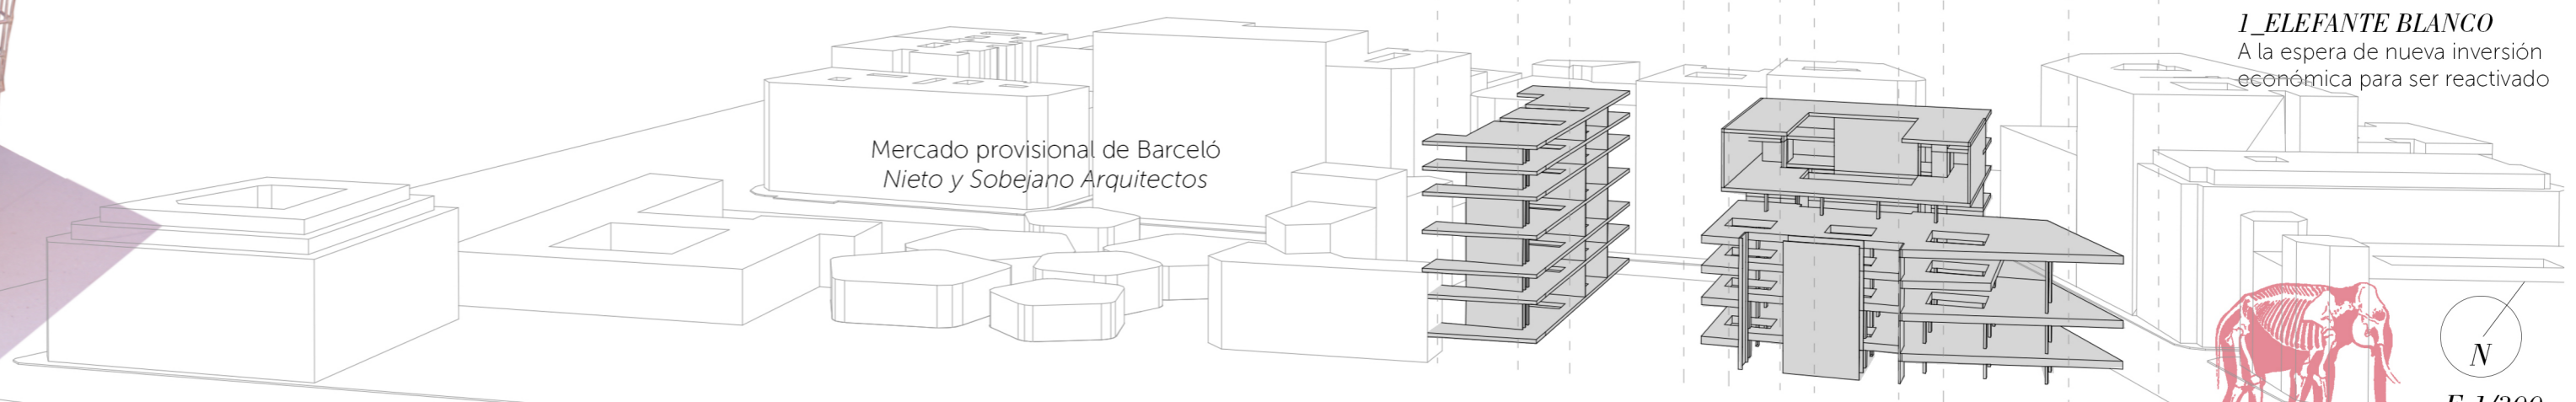 1_ELEFANTE BLANCO
A la espera de nueva inversión
económica para ser reactivado
Mercado provisional de Barceló
Nieto y Sobejano Arquitectos
N